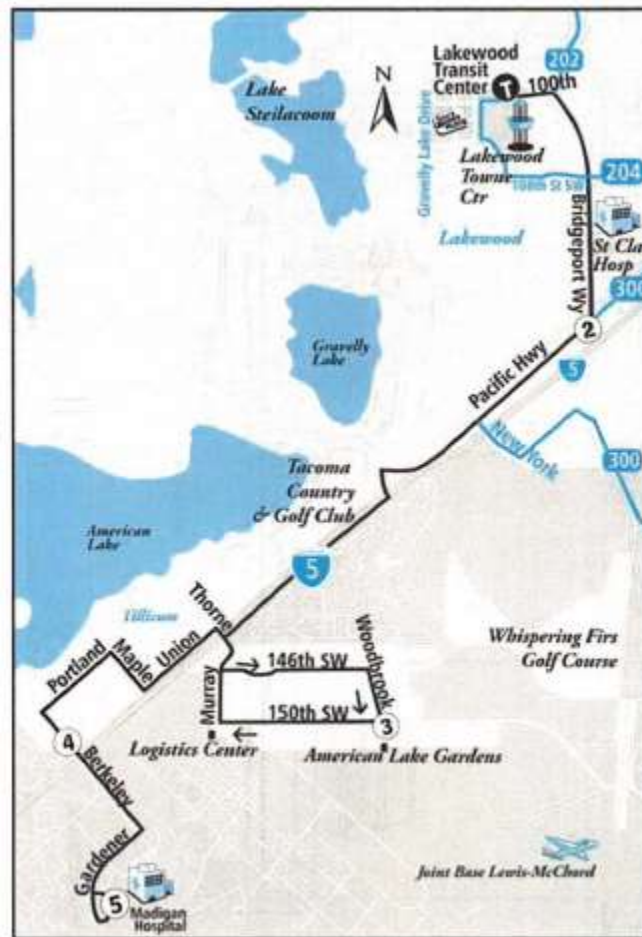 202
Lakewood
Transit
Center
T
100th
N
Lake
Steilacoom
Gravelly Lake Drive
Lakewood
Towne
Ctr
108th St SW
204
Bridgeport Wy
St Cla
Hosp
Lakewood
300
2
Gravelly
Lake
Pacific Hwy
5
New York
300
Tacoma
Country
& Golf Club
American
Lake
5
Tillicum
Thorne
Union
Maple
Portland
Woodbrook
Whispering Firs
Golf Course
146th SW
Murray
150th SW
3
4
Logistics Center
American Lake Gardens
Berkeley
Gardener
5
Madigan
Hospital
Joint Base Lewis-McChord